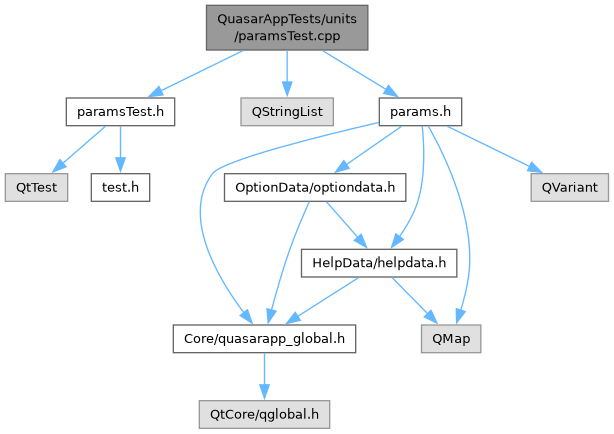 QuasarAppTests/units
/paramsTest.cpp
paramsTest.h
QStringList
params.h
QtTest
test.h
OptionData/optiondata.h
QVariant
HelpData/helpdata.h
Core/quasarapp_global.h
QMap
QtCore/qglobal.h